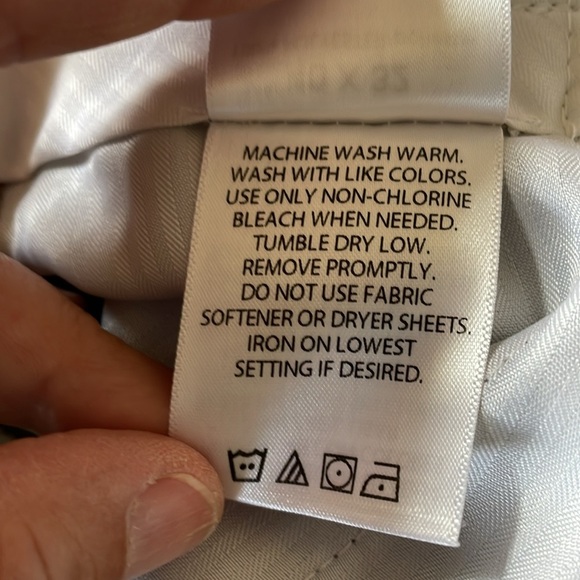 MACHINE WASH WARM.
WASH WITH LIKE COLORS.
USE ONLY NON-CHLORINE
BLEACH WHEN NEEDED.
TUMBLE DRY LOW.
REMOVE PROMPTLY.
DO NOT USE FABRIC
SOFTENER OR DRYER SHEETS.
IRON ON LOWEST
SETTING IF DESIRED.